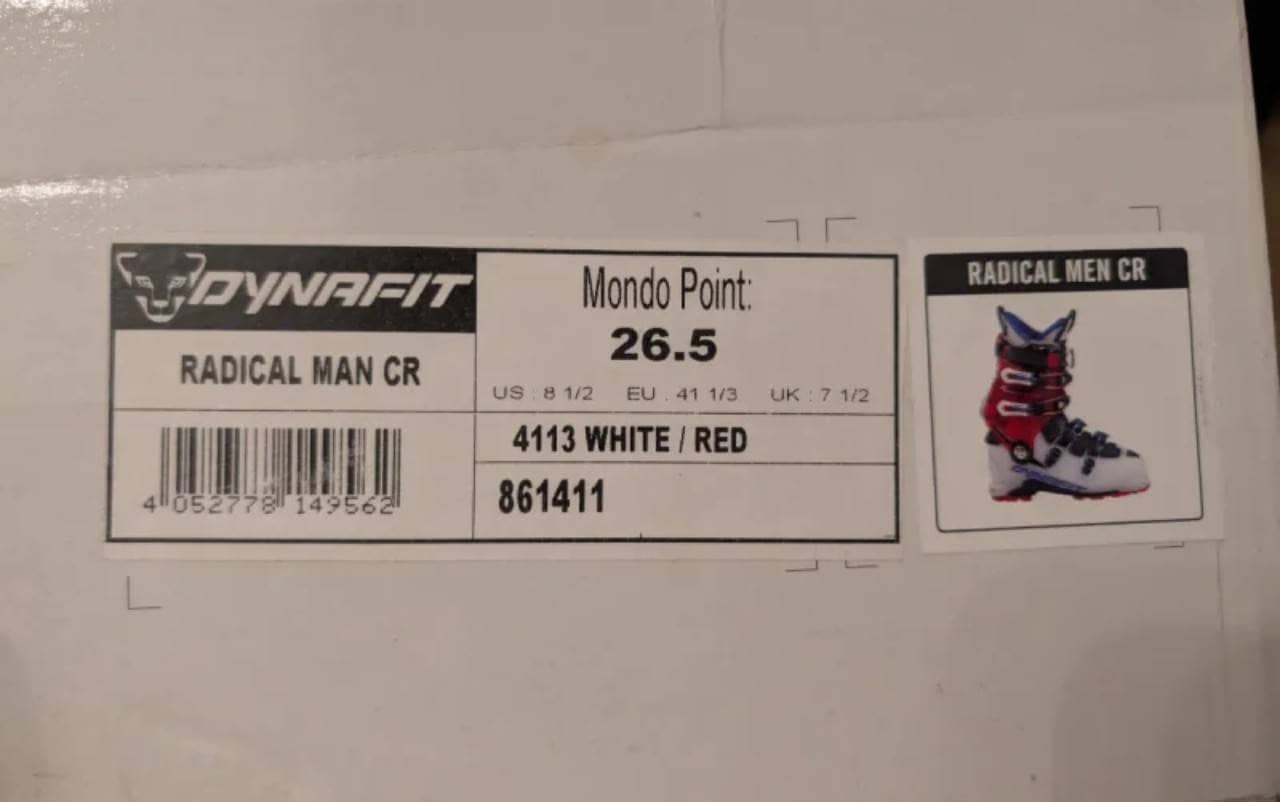 DYNAFIT
RADICAL MAN CR
4 052778 149562
Mondo Point:
26.5
US : 8 1/2 EU . 41 1/3 UK : 7 1/2
4113 WHITE / RED
861411
RADICAL MEN CR